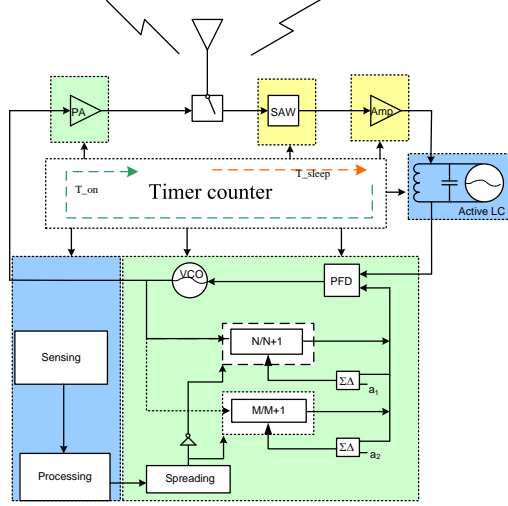 PA
SAW
Amp
T_on
T_sleep
Timer counter
Active LC
VCO
PFD
Sensing
N/N+1
ΣΔ
a1
M/M+1
ΣΔ
a2
Processing
Spreading